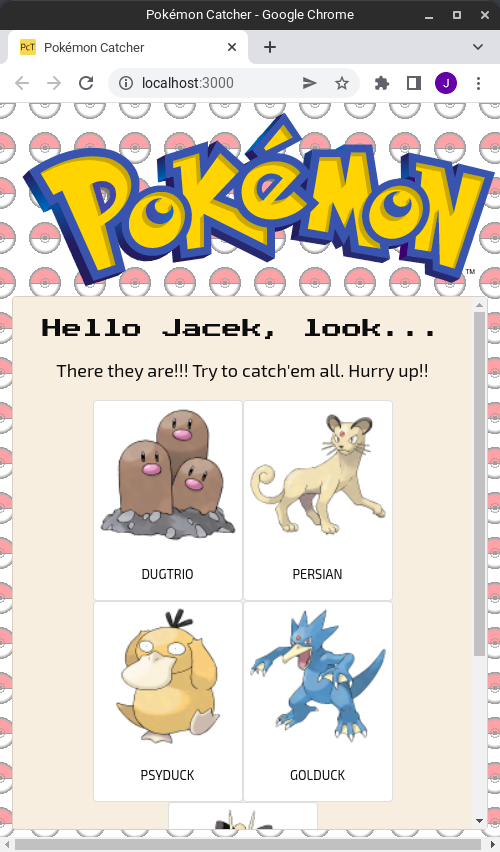 Pokémon Catcher - Google Chrome
PcT Pokémon Catcher
localhost:3000
J
POKéMON
TM
Hello Jacek, look...
There they are!!! Try to catch'em all. Hurry up!!
DUGTRIO PERSIAN
PSYDUCK GOLDUCK